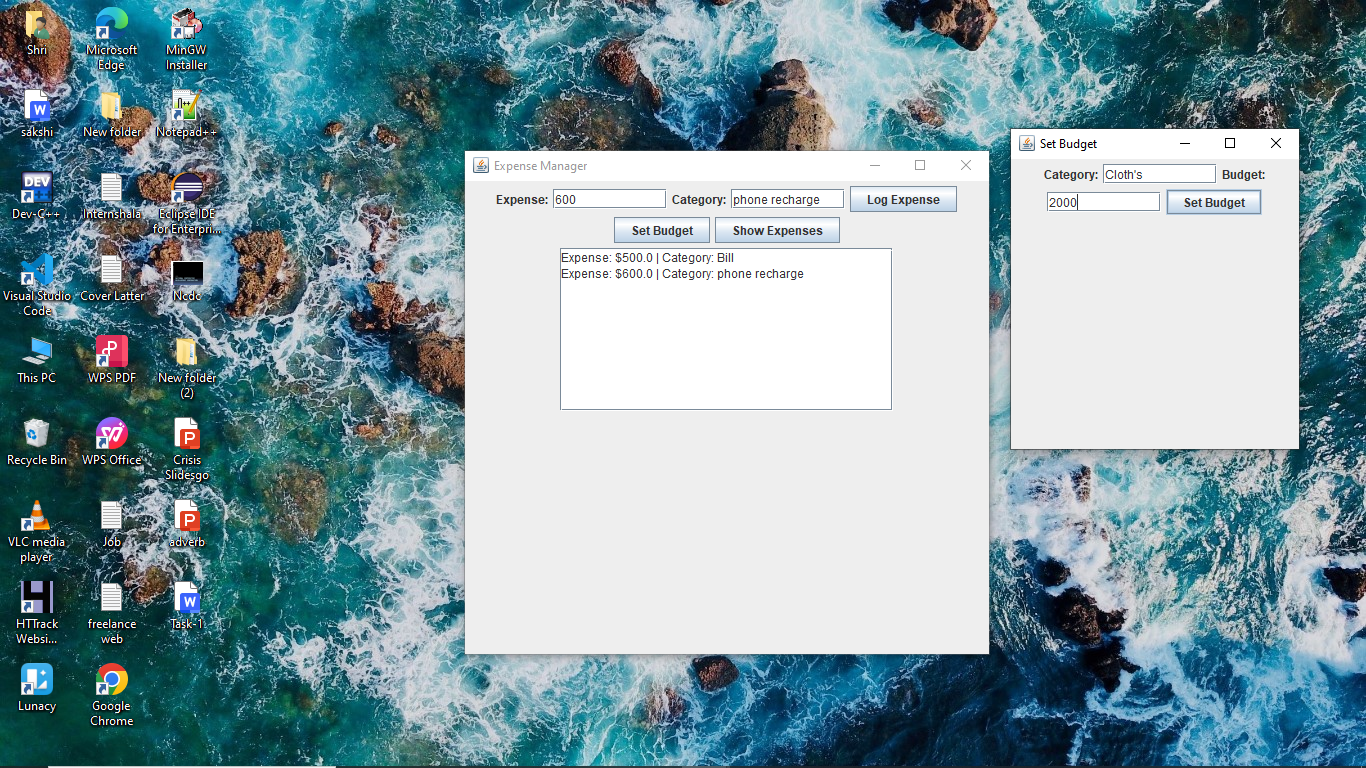 Shri
Microsoft
Edge
MinGW
Installer
sakshi
New folder
Notepad++
Dev-C++
Internshala
Eclipse IDE
for Enterpri...
Visual Studio
Code
Cover Latter
This PC
WPS PDF
New folder
(2)
Recycle Bin
WPS Office
Crisis
Slidesgo
VLC media
player
Job
adverb
HTTrack
Websi...
freelance
web
Task-1
Lunacy
Google
Chrome
Expense Manager
Expense: 600 Category: phone recharge Log Expense
Set Budget Show Expenses
Expense: $500.0 | Category: Bill
Expense: $600.0 | Category: phone recharge
Set Budget
Category: Cloth's Budget:
2000 Set Budget